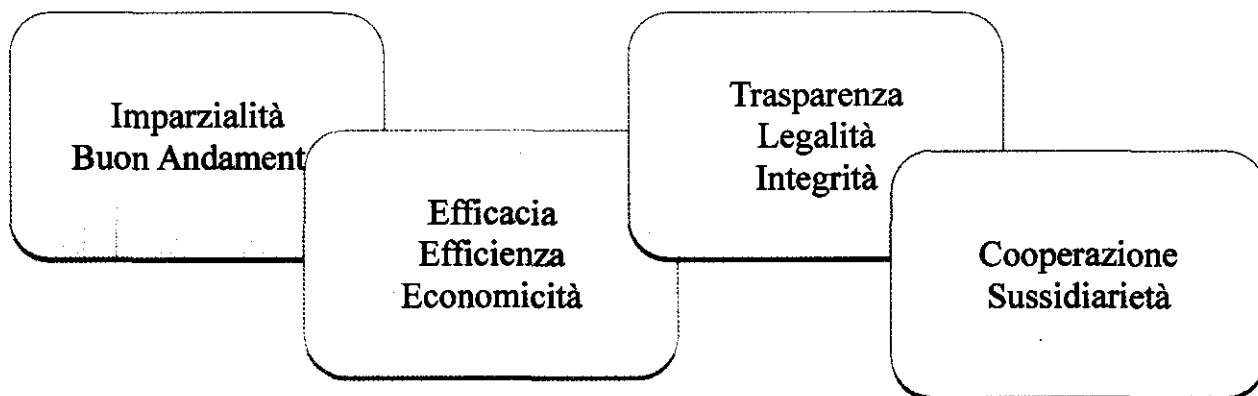 Imparzialità
Buon Andament
Efficacia
Efficienza
Economicità
Trasparenza
Legalità
Integrità
Cooperazione
Sussidiarietà